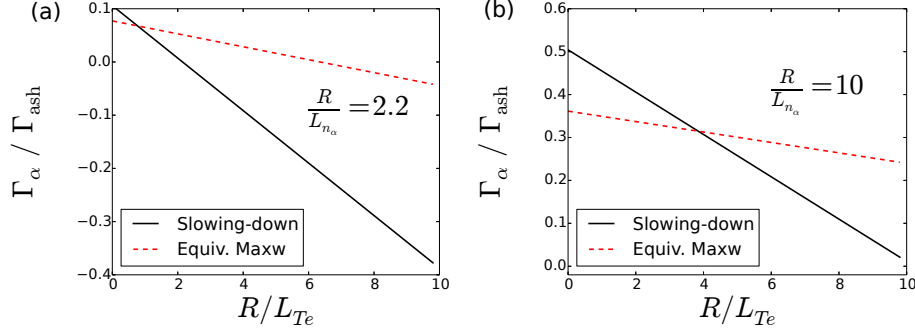 (a)
0.1
0.0
−0.1
−0.2
−0.3
−0.4
0 2 4 6 8 10
Γα / Γash
R/LTe
R/Lnα = 2.2
Slowing-down
Equiv. Maxw
(b)
0.6
0.5
0.4
0.3
0.2
0.1
0.0
0 2 4 6 8 10
Γα / Γash
R/LTe
R/Lnα = 10
Slowing-down
Equiv. Maxw